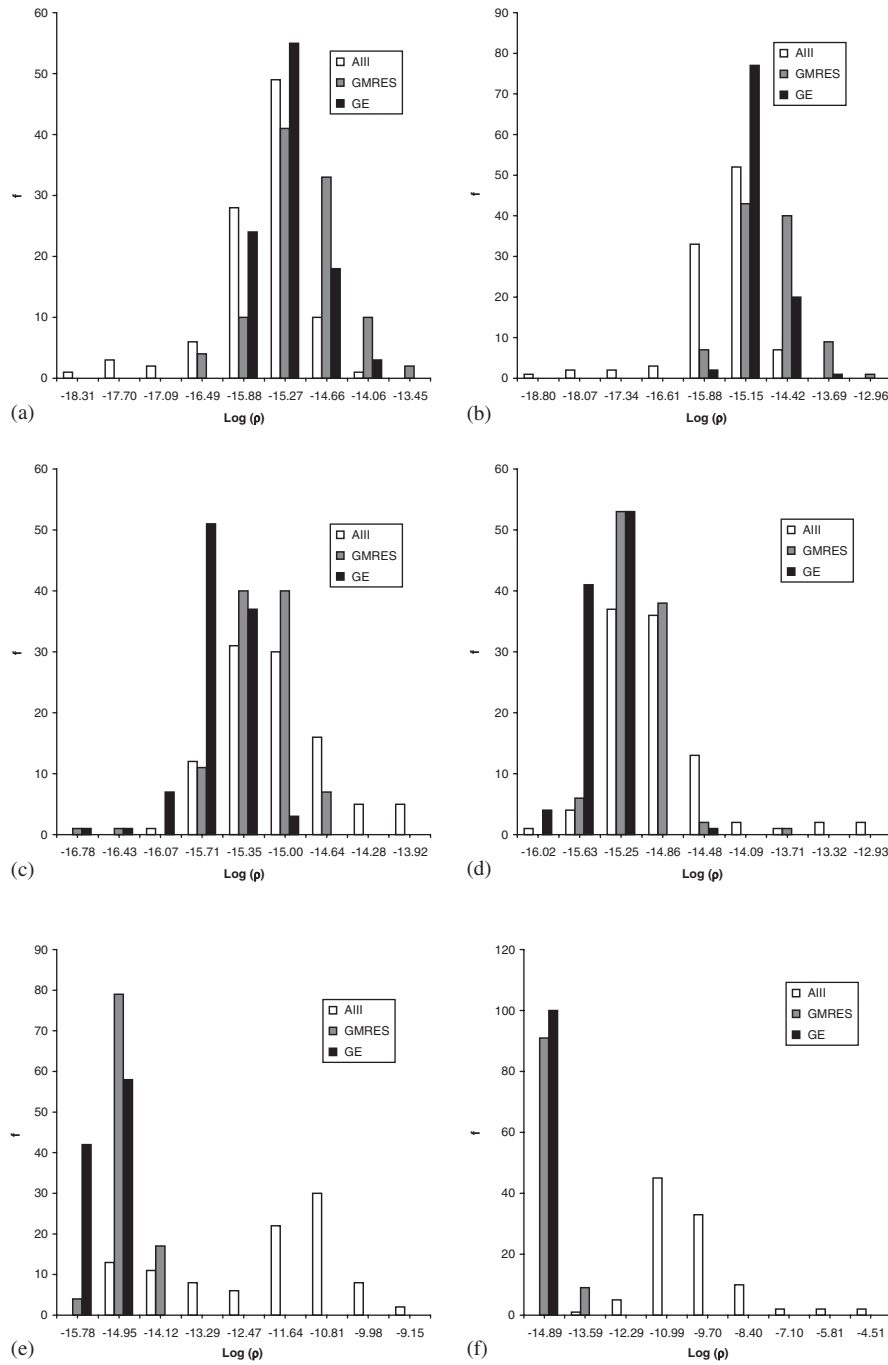 60
50
40
30
20
10
0
f
AIII
GMRES
GE
-18.31 -17.70 -17.09 -16.49 -15.88 -15.27 -14.66 -14.06 -13.45
Log (ρ)
(a)
90
80
70
60
50
40
30
20
10
0
f
AIII
GMRES
GE
-18.80 -18.07 -17.34 -16.61 -15.88 -15.15 -14.42 -13.69 -12.96
Log (ρ)
(b)
60
50
40
30
20
10
0
f
AIII
GMRES
GE
-16.78 -16.43 -16.07 -15.71 -15.35 -15.00 -14.64 -14.28 -13.92
Log (ρ)
(c)
60
50
40
30
20
10
0
f
AIII
GMRES
GE
-16.02 -15.63 -15.25 -14.86 -14.48 -14.09 -13.71 -13.32 -12.93
Log (ρ)
(d)
90
80
70
60
50
40
30
20
10
0
f
AIII
GMRES
GE
-15.78 -14.95 -14.12 -13.29 -12.47 -11.64 -10.81 -9.98 -9.15
Log (ρ)
(e)
120
100
80
60
40
20
0
f
AIII
GMRES
GE
-14.89 -13.59 -12.29 -10.99 -9.70 -8.40 -7.10 -5.81 -4.51
Log (ρ)
(f)